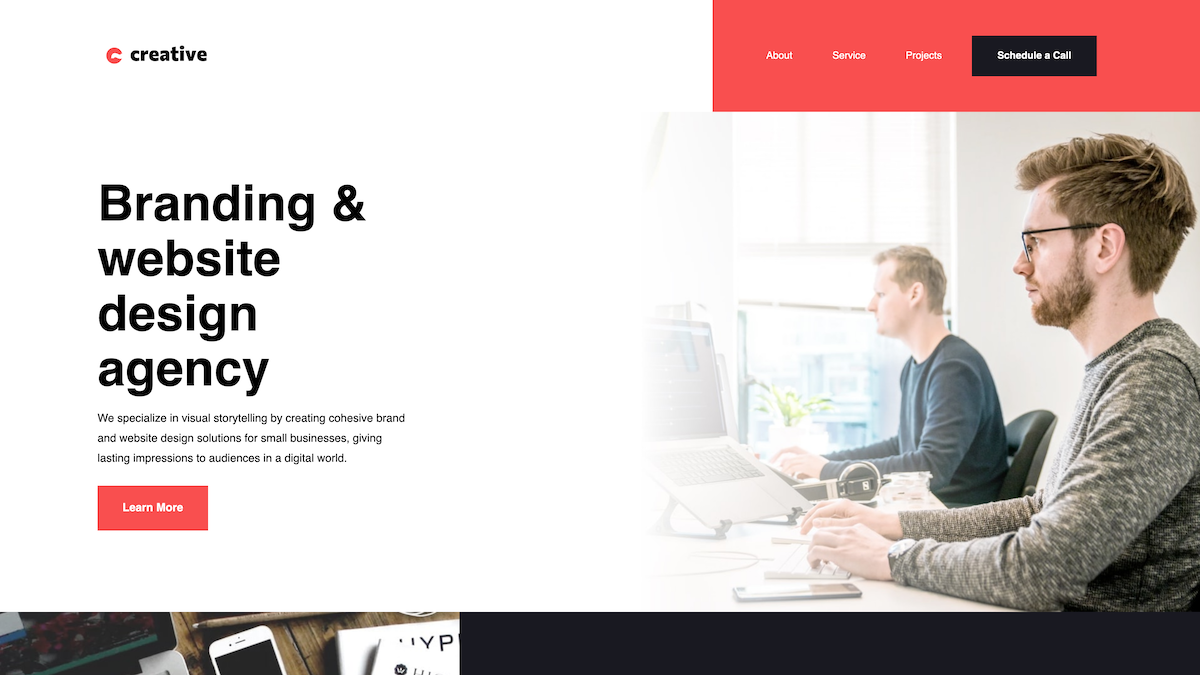 creative
About
Service
Projects
Schedule a Call
Branding &
website
design
agency
We specialize in visual storytelling by creating cohesive brand
and website design solutions for small businesses, giving
lasting impressions to audiences in a digital world.
Learn More